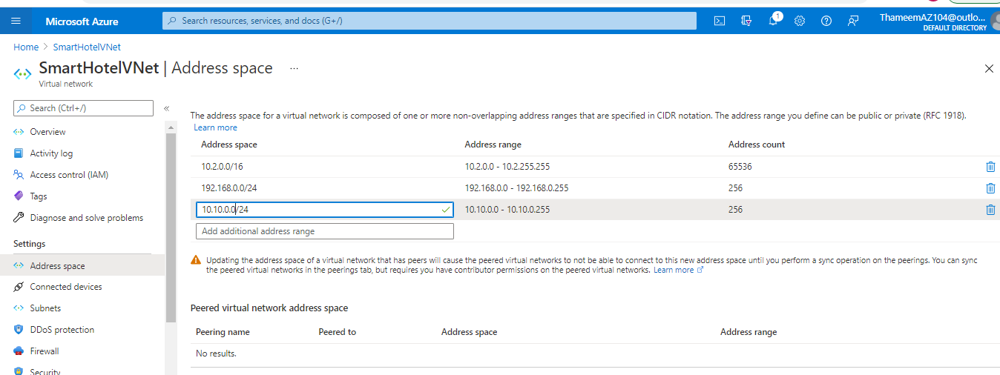 Microsoft Azure
Search resources, services, and docs (G+/)
1
ThameemAZ104@outlo...
DEFAULT DIRECTORY
Home > SmartHotelVNet
SmartHotelVNet | Address space ...
Virtual network
Search (Ctrl+/)
«
Overview
Activity log
Access control (IAM)
Tags
Diagnose and solve problems
Settings
Address space
Connected devices
Subnets
DDoS protection
Firewall
Security
The address space for a virtual network is composed of one or more non-overlapping address ranges that are specified in CIDR notation. The address range you define can be public or private (RFC 1918).
Learn more
Address space Address range Address count
10.2.0.0/16 10.2.0.0 - 10.2.255.255 65536
192.168.0.0/24 192.168.0.0 - 192.168.0.255 256
10.10.0.0/24 10.10.0.0 - 10.10.0.255 256
Add additional address range
Updating the address space of a virtual network that has peers will cause the peered virtual networks to not be able to connect to this new address space until you perform a sync operation on the peerings. You can sync
the peered virtual networks in the peerings tab, but requires you have contributor permissions on the peered virtual networks. Learn more
Peered virtual network address space
Peering name Peered to Address space Address range
No results.